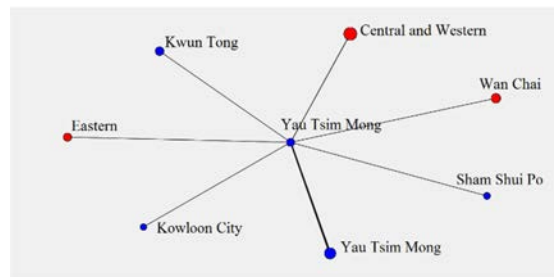 Central and Western
Kwun Tong
Wan Chai
Eastern
Yau Tsim Mong
Sham Shui Po
Kowloon City
Yau Tsim Mong